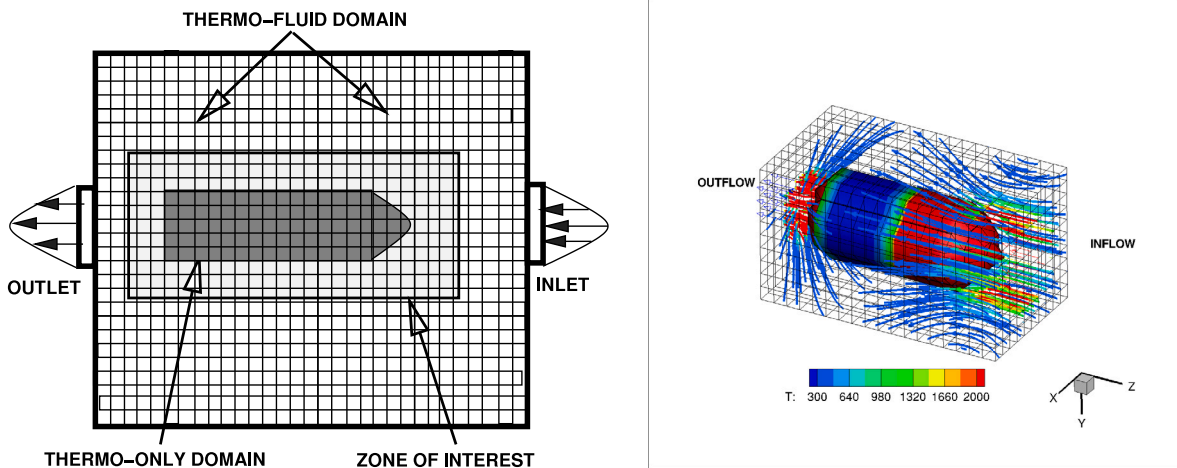 THERMO–FLUID DOMAIN
OUTLET
INLET
THERMO–ONLY DOMAIN
ZONE OF INTEREST
OUTFLOW
INFLOW
T: 300 640 980 1320 1660 2000
X
Y
Z